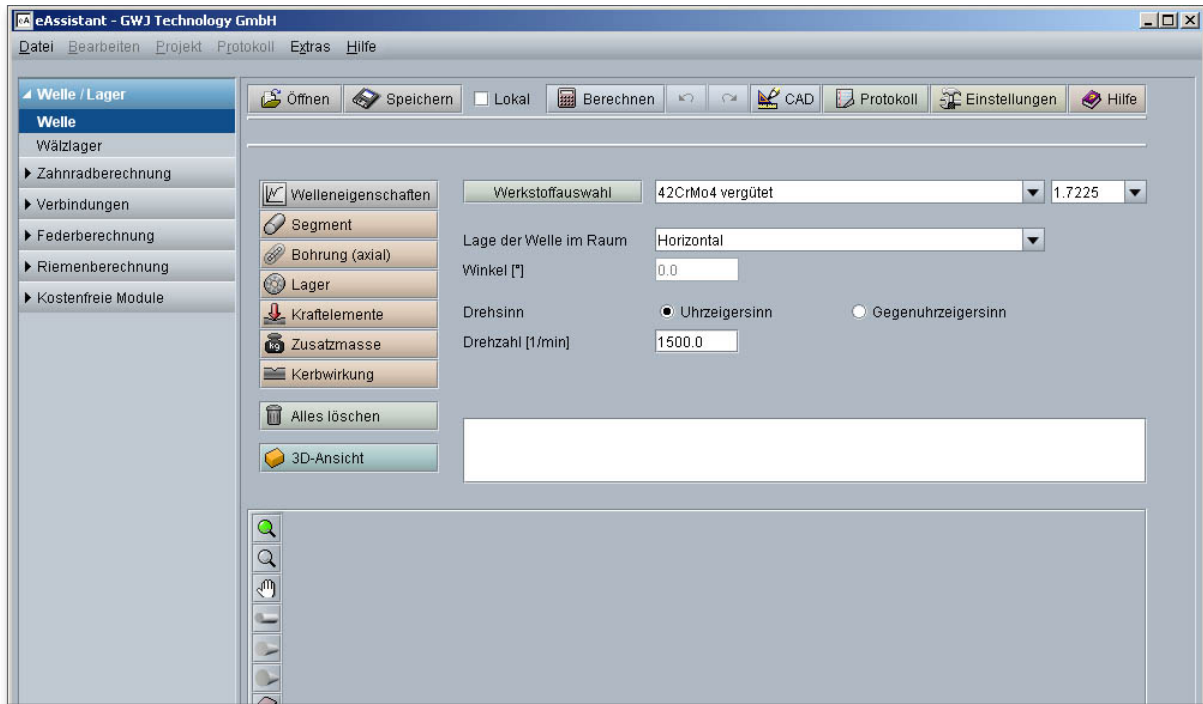 eA eAssistant - GWJ Technology GmbH
Datei Bearbeiten Projekt Protokoll Extras Hilfe
Welle / Lager
Welle
Wälzlager
Zahnradberechnung
Verbindungen
Federberechnung
Riemenberechnung
Kostenfreie Module
Öffnen Speichern Lokal Berechnen CAD Protokoll Einstellungen Hilfe
Welleneigenschaften
Segment
Bohrung (axial)
Lager
Kraftelemente
kg Zusatzmasse
Kerbwirkung
Alles löschen
3D-Ansicht
Werkstoffauswahl 42CrMo4 vergütet 1.7225
Lage der Welle im Raum Horizontal
Winkel [°] 0.0
Drehsinn Uhrzeigersinn Gegenuhrzeigersinn
Drehzahl [1/min] 1500.0